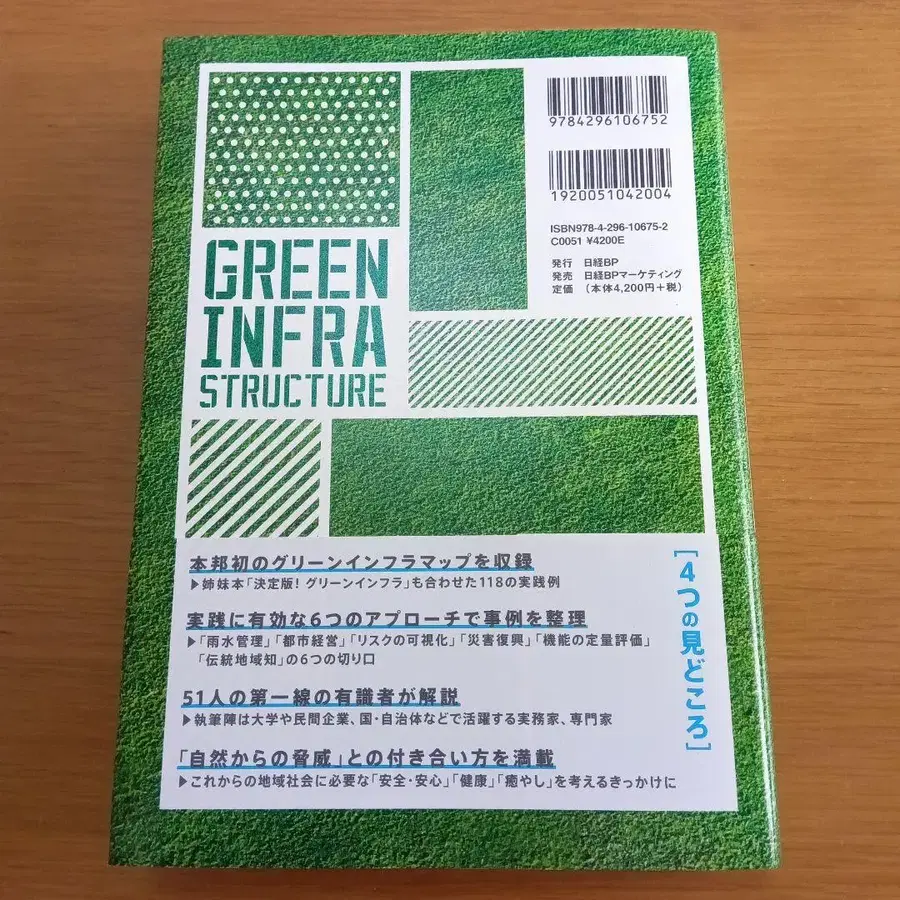 9784296106752
1920051042004
ISBN978-4-296-10675-2
C0051 ¥4200E
発行 日経BP
発売 日経BPマーケティング
定価 (本体4,200円+税)
GREEN
INFRA
STRUCTURE
[4つの見どころ]
本邦初のグリーンインフラマップを収録
▶姉妹本「決定版!グリーンインフラ」も合わせた118の実践例
実践に有効な6つのアプローチで事例を整理
▶「雨水管理」「都市経営」「リスクの可視化」「災害復興」「機能の定量評価」
「伝統地域知」の6つの切り口
51人の第一線の有識者が解説
▶執筆陣は大学や民間企業、国・自治体などで活躍する実務家、専門家
「自然からの脅威」との付き合い方を満載
▶これからの地域社会に必要な「安全・安心」「健康」「癒やし」を考えるきっかけに